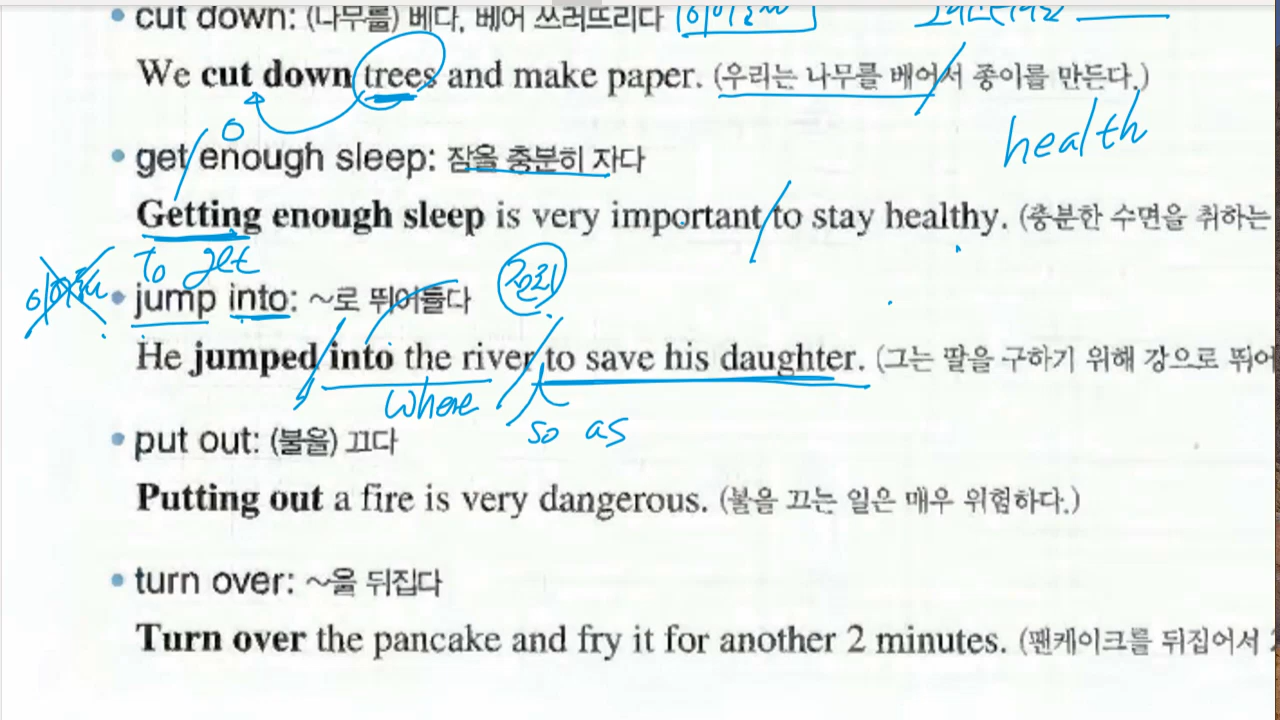 cut down: (나무를) 베다, 베어 쓰러뜨리다
We cut down trees and make paper. (우리는 나무를 베어서 종이를 만든다.)
health
get enough sleep: 잠을 충분히 자다
Getting enough sleep is very important to stay healthy. (충분한 수면을 취하는
To get
jump into: ~로 뛰어들다
He jumped into the river to save his daughter. (그는 딸을 구하기 위해 강으로 뛰어
where
so as
put out: (불을) 끄다
Putting out a fire is very dangerous. (불을 끄는 일은 매우 위험하다.)
turn over: ~을 뒤집다
Turn over the pancake and fry it for another 2 minutes. (팬케이크를 뒤집어서